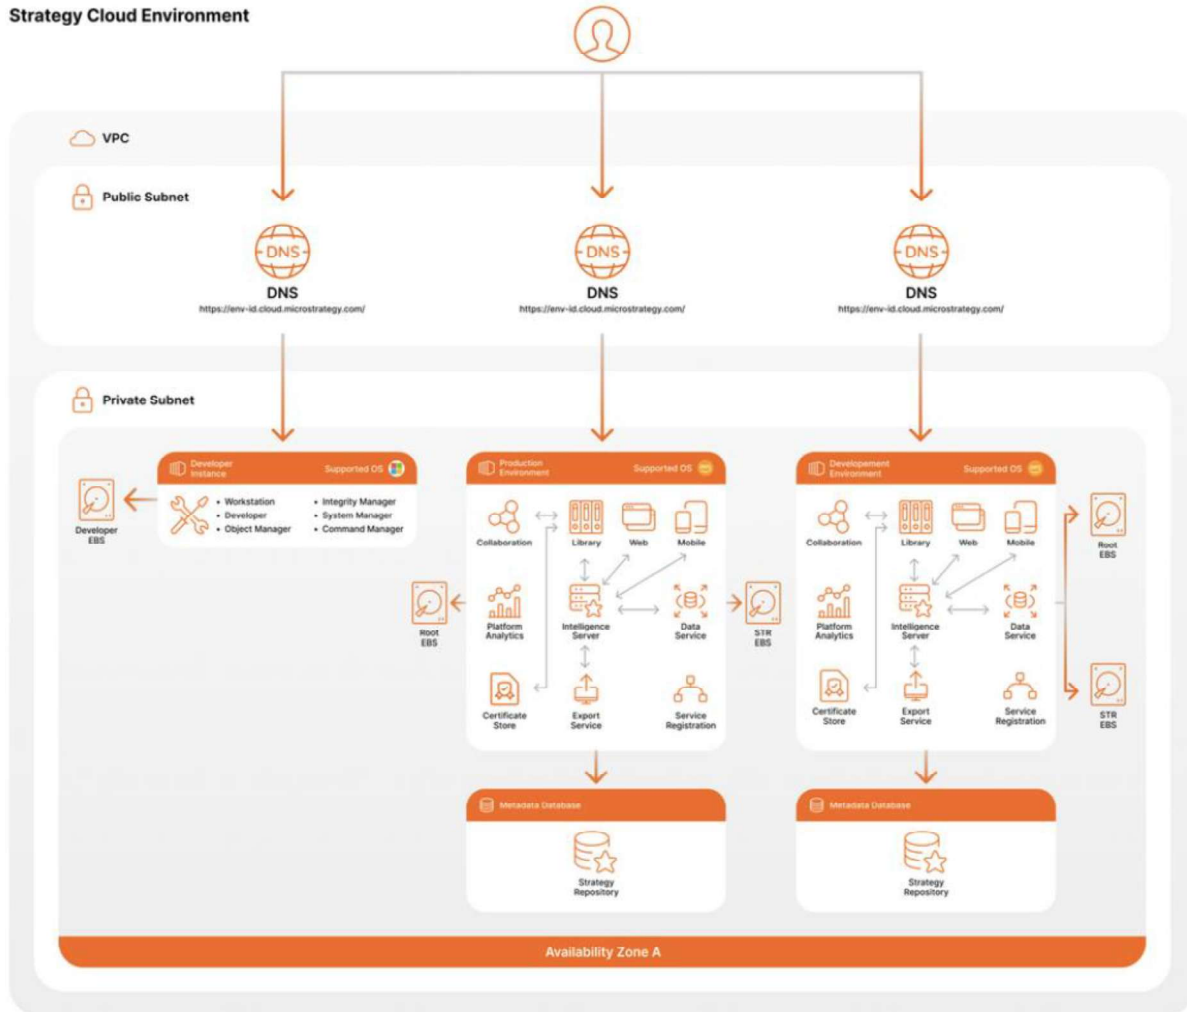 Strategy Cloud Environment
VPC
Public Subnet
DNS
DNS
DNS
DNS
https://env-id.cloud.microstrategy.com/
DNS
https://env-id.cloud.microstrategy.com/
DNS
https://env-id.cloud.microstrategy.com/
Private Subnet
Developer
Instance
Supported OS
• Workstation
• Developer
• Object Manager
• Integrity Manager
• System Manager
• Command Manager
Developer
EBS
Production
Environment
Supported OS
Collaboration
Library
Web
Mobile
Platform
Analytics
Intelligence
Server
Data
Service
Certificate
Store
Export
Service
Service
Registration
Root
EBS
STR
EBS
Developement
Environment
Supported OS
Collaboration
Library
Web
Mobile
Platform
Analytics
Intelligence
Server
Data
Service
Certificate
Store
Export
Service
Service
Registration
Root
EBS
STR
EBS
Metadata Database
Strategy
Repository
Metadata Database
Strategy
Repository
Availability Zone A